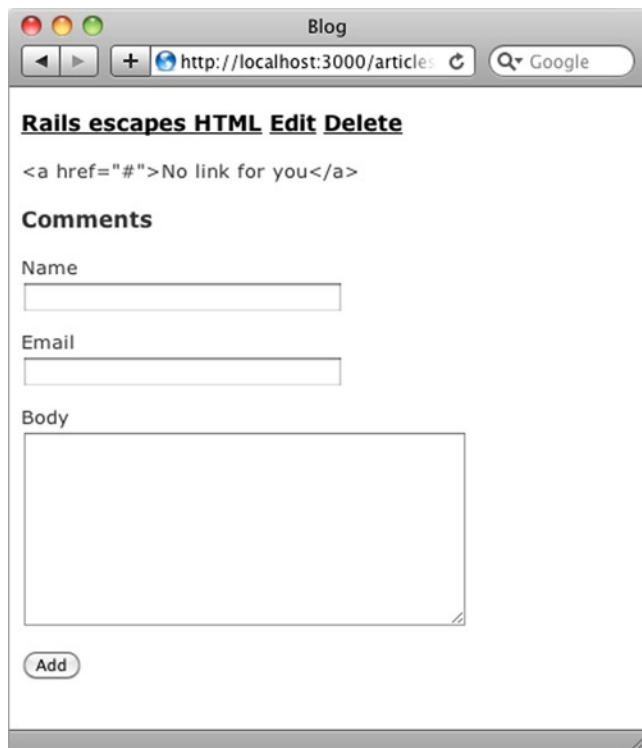 Blog
http://localhost:3000/articles
Google
Rails escapes HTML Edit Delete
<a href="#">No link for you</a>
Comments
Name
Email
Body
Add